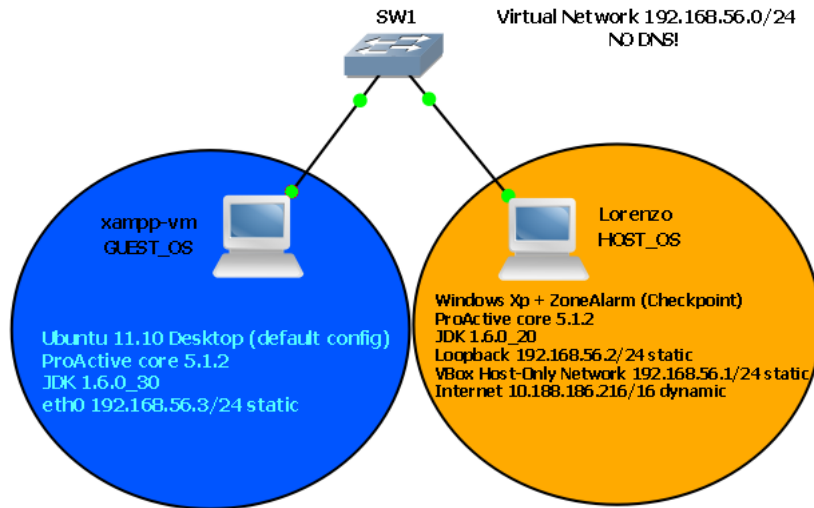 SW1
Virtual Network 192.168.56.0/24
NO DNS!
xampp-vm
GUEST_OS
Lorenzo
HOST_OS
Ubuntu 11.10 Desktop (default config)
ProActive core 5.1.2
JDK 1.6.0_30
eth0 192.168.56.3/24 static
Windows Xp + ZoneAlarm (Checkpoint)
ProActive core 5.1.2
JDK 1.6.0_20
Loopback 192.168.56.2/24 static
VBox Host-Only Network 192.168.56.1/24 static
Internet 10.188.186.216/16 dynamic